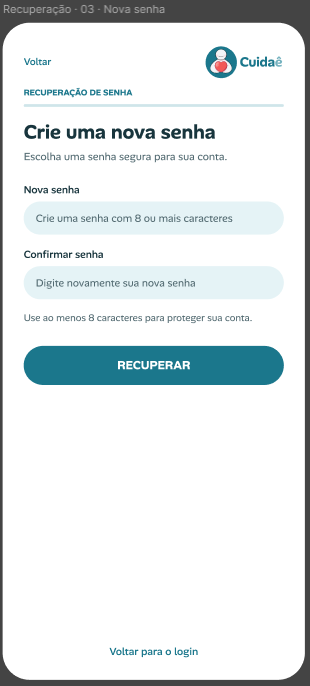 Recuperação - 03 - Nova senha
Voltar
Cuidaê
RECUPERAÇÃO DE SENHA
Crie uma nova senha
Escolha uma senha segura para sua conta.
Nova senha
Crie uma senha com 8 ou mais caracteres
Confirmar senha
Digite novamente sua nova senha
Use ao menos 8 caracteres para proteger sua conta.
RECUPERAR
Voltar para o login